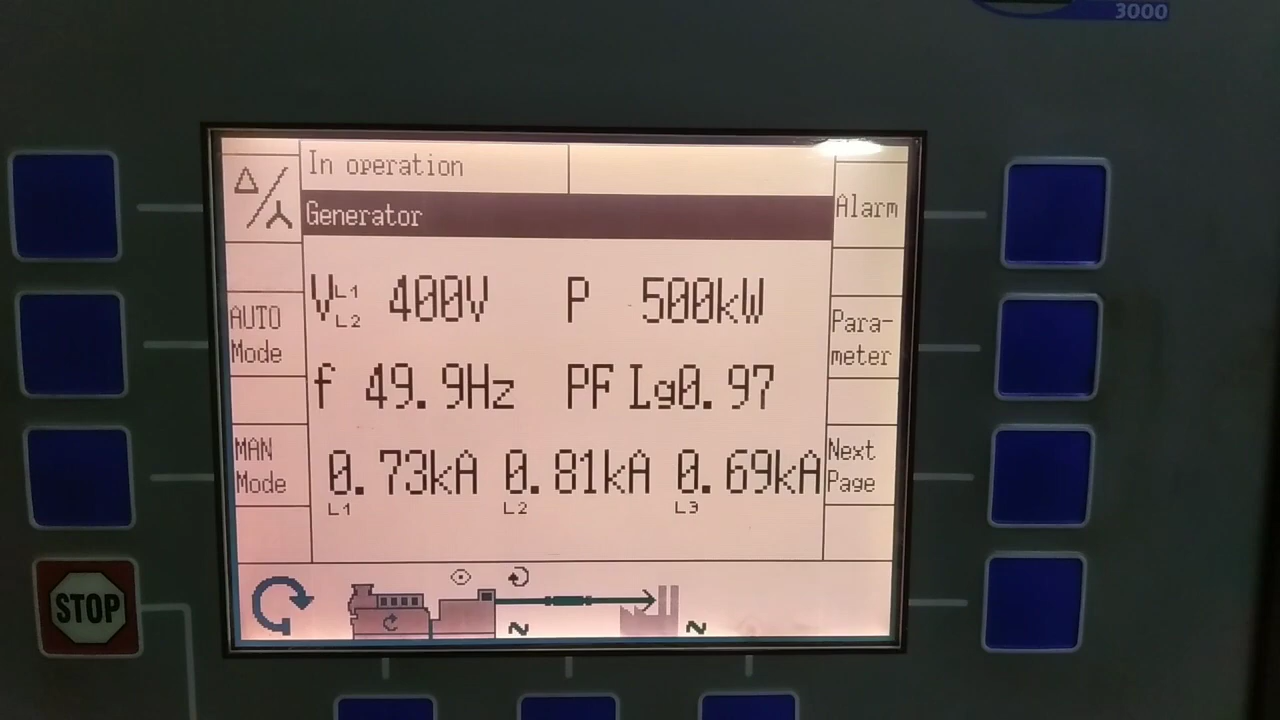 3000
In operation
Generator
Alarm
V L1 L2 400V P 500kW
AUTO
Mode
Para-
meter
f 49.9Hz PF Lg0.97
MAN
Mode
0.73kA 0.81kA 0.69kA
L1 L2 L3
Next
Page
STOP